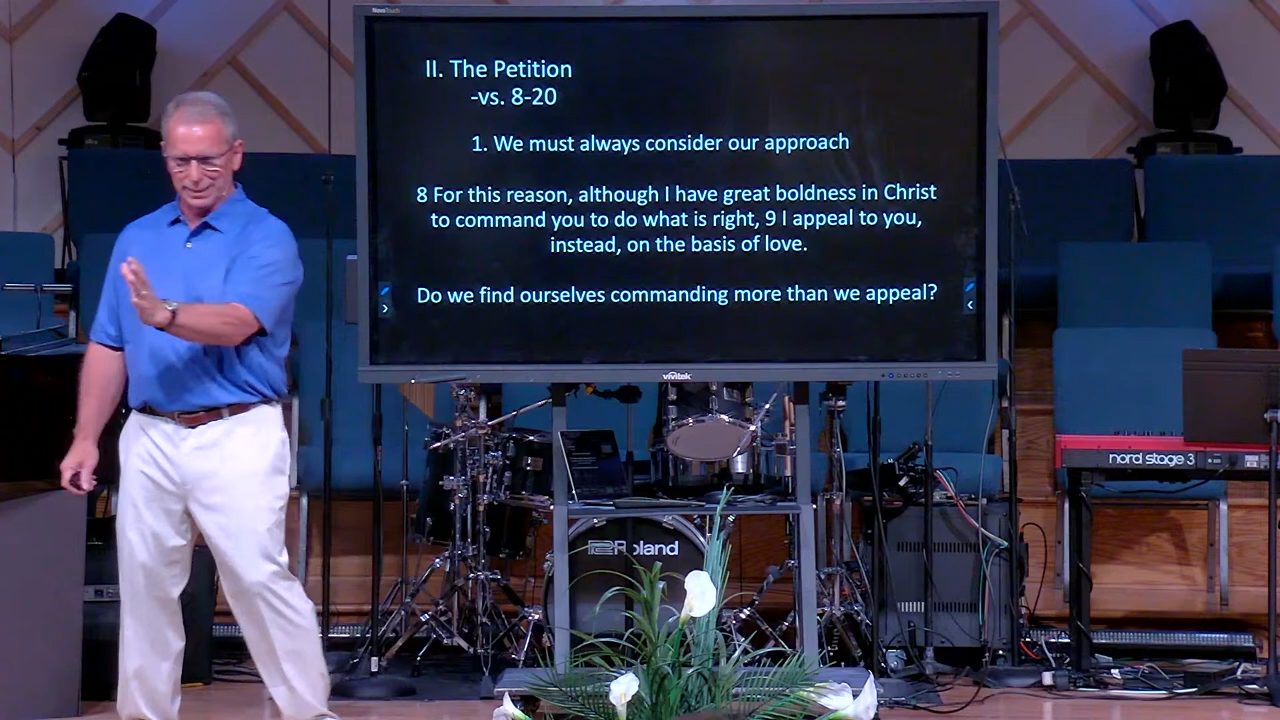 NovoTouch
II. The Petition
-vs. 8-20
1. We must always consider our approach
8 For this reason, although I have great boldness in Christ
to command you to do what is right, 9 I appeal to you,
instead, on the basis of love.
Do we find ourselves commanding more than we appeal?
vivitek
Roland
nord stage 3